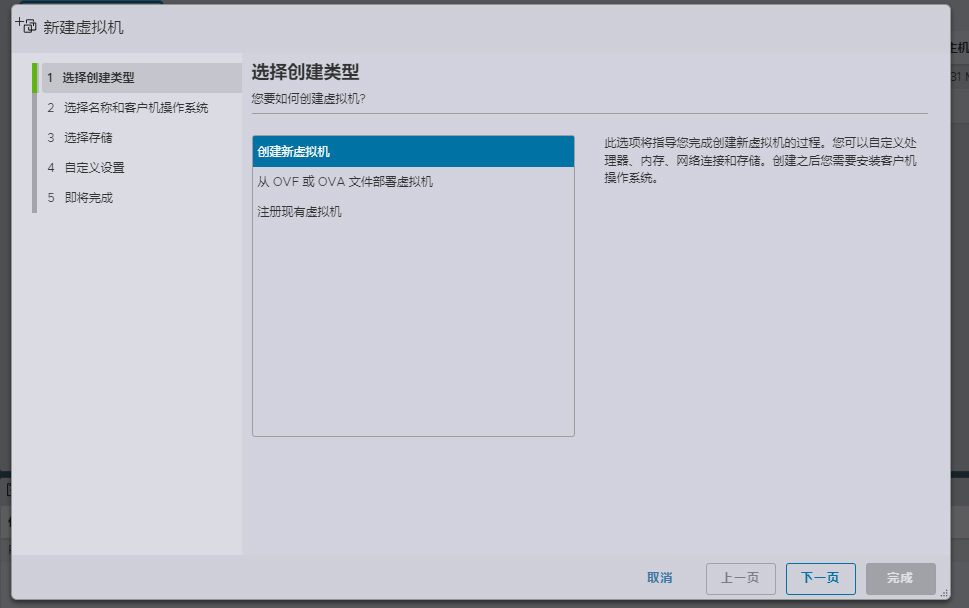 新建虚拟机
1 选择创建类型
2 选择名称和客户机操作系统
3 选择存储
4 自定义设置
5 即将完成
选择创建类型
您要如何创建虚拟机?
创建新虚拟机
从 OVF 或 OVA 文件部署虚拟机
注册现有虚拟机
此选项将指导您完成创建新虚拟机的过程。您可以自定义处
理器、内存、网络连接和存储。创建之后您需要安装客户机
操作系统。
取消
上一页
下一页
完成
主机